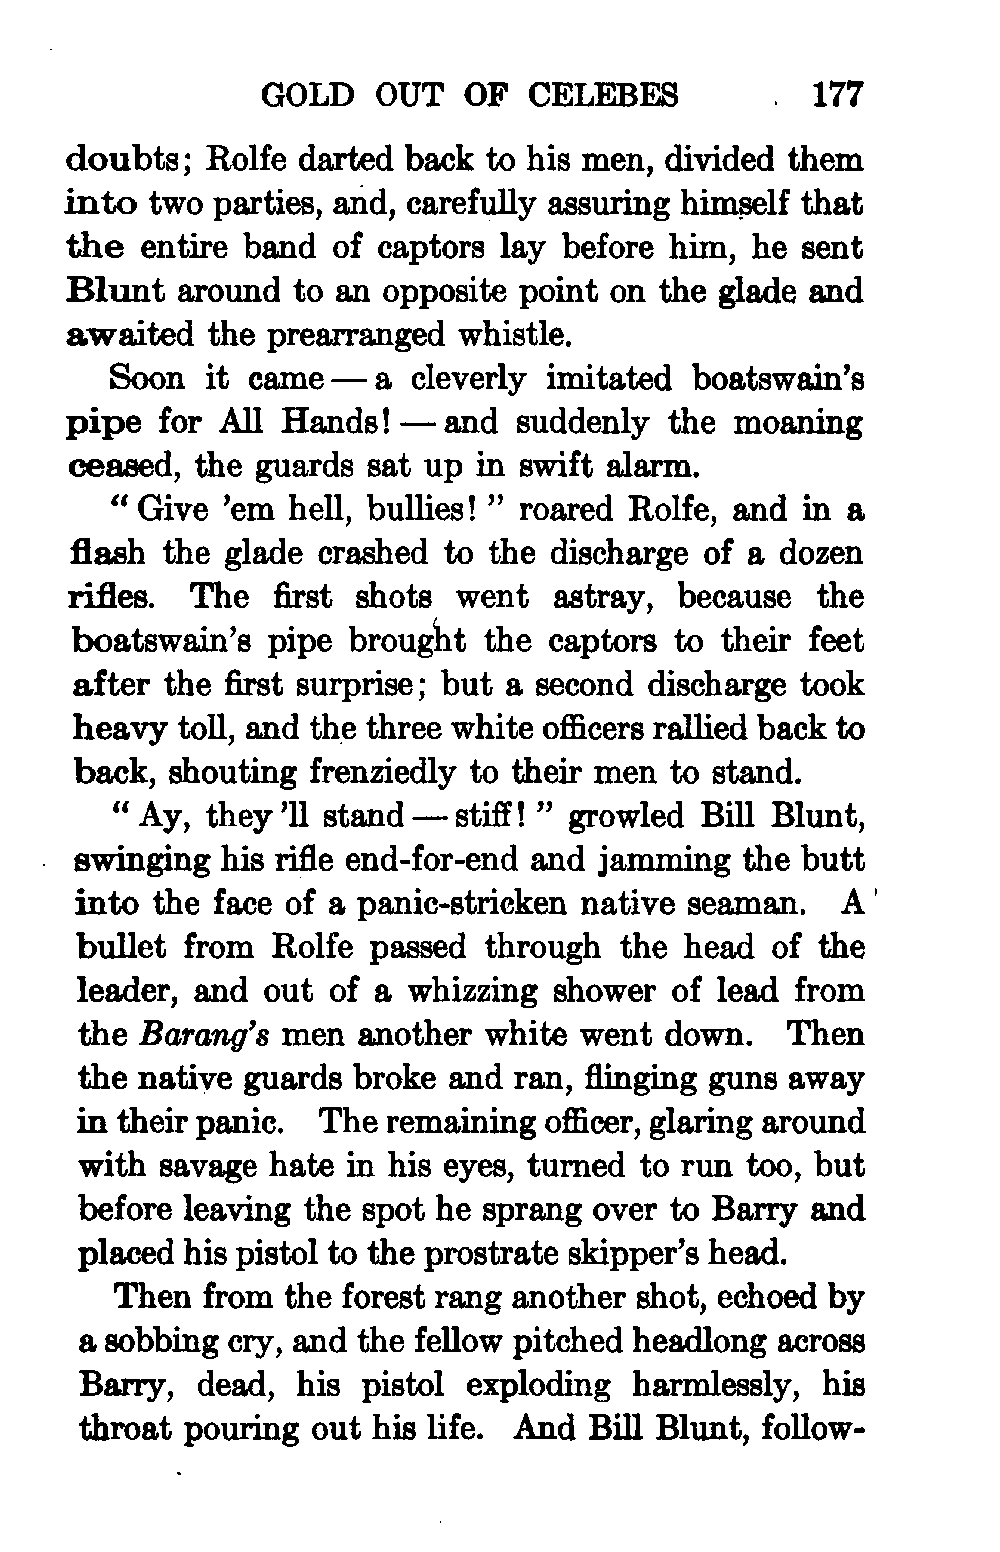 GOLD OUT OF CELEBES 177
doubts; Rolfe darted back to his men, divided them
into two parties, and, carefully assuring himself that
the entire band of captors lay before him, he sent
Blunt around to an opposite point on the glade and
awaited the prearranged whistle.
Soon it came — a cleverly imitated boatswain's
pipe for All Hands! — and suddenly the moaning
ceased, the guards sat up in swift alarm.
" Give 'em hell, bullies! " roared Rolfe, and in a
flash the glade crashed to the discharge of a dozen
rifles. The first shots went astray, because the
boatswain's pipe brought the captors to their feet
after the first surprise; but a second discharge took
heavy toll, and the three white officers rallied back to
back, shouting frenziedly to their men to stand.
" Ay, they 'll stand — stiff! " growled Bill Blunt,
swinging his rifle end-for-end and jamming the butt
into the face of a panic-stricken native seaman. A
bullet from Rolfe passed through the head of the
leader, and out of a whizzing shower of lead from
the Barang's men another white went down. Then
the native guards broke and ran, flinging guns away
in their panic. The remaining officer, glaring around
with savage hate in his eyes, turned to run too, but
before leaving the spot he sprang over to Barry and
placed his pistol to the prostrate skipper's head.
Then from the forest rang another shot, echoed by
a sobbing cry, and the fellow pitched headlong across
Barry, dead, his pistol exploding harmlessly, his
throat pouring out his life. And Bill Blunt, follow-